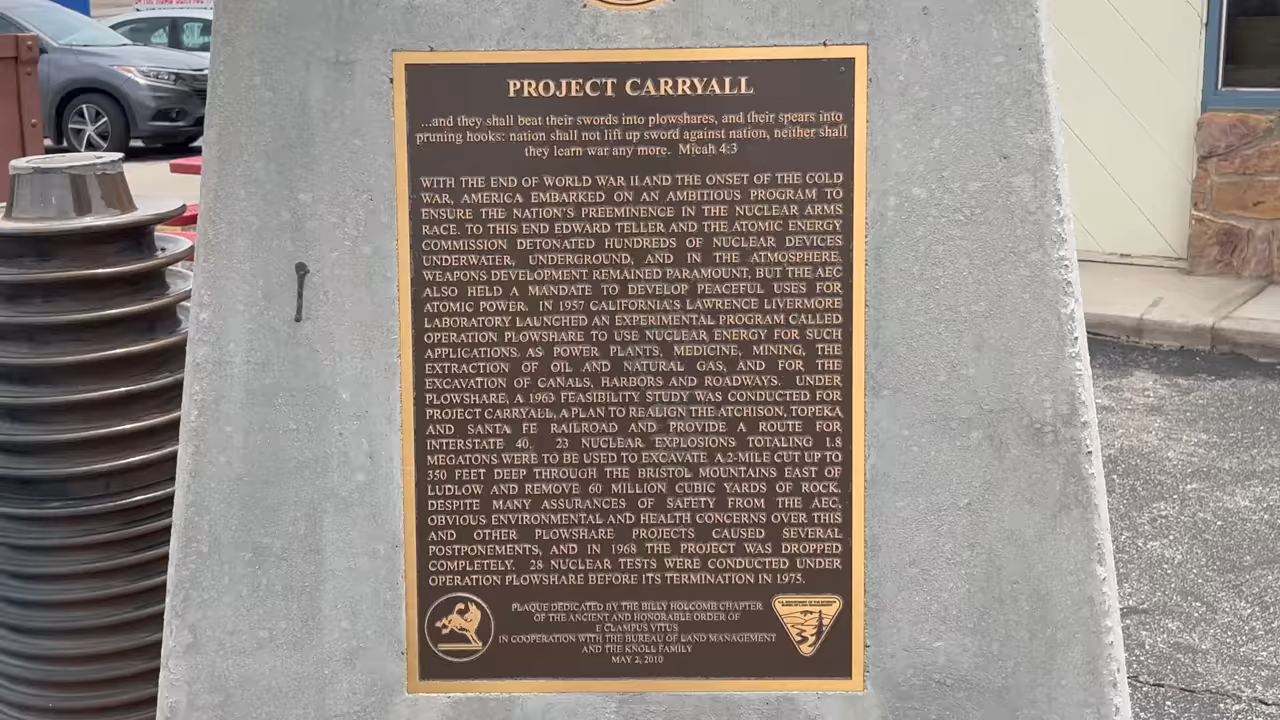 PROJECT CARRYALL
...and they shall beat their swords into plowshares, and their spears into
pruning hooks: nation shall not lift up sword against nation, neither shall
they learn war any more. Micah 4:3
WITH THE END OF WORLD WAR II AND THE ONSET OF THE COLD
WAR, AMERICA EMBARKED ON AN AMBITIOUS PROGRAM TO
ENSURE THE NATION'S PREEMINENCE IN THE NUCLEAR ARMS
RACE. TO THIS END EDWARD TELLER AND THE ATOMIC ENERGY
COMMISSION DETONATED HUNDREDS OF NUCLEAR DEVICES
UNDERWATER, UNDERGROUND, AND IN THE ATMOSPHERE.
WEAPONS DEVELOPMENT REMAINED PARAMOUNT, BUT THE AEC
ALSO HELD A MANDATE TO DEVELOP PEACEFUL USES FOR
ATOMIC POWER. IN 1957 CALIFORNIA'S LAWRENCE LIVERMORE
LABORATORY LAUNCHED AN EXPERIMENTAL PROGRAM CALLED
OPERATION PLOWSHARE TO USE NUCLEAR ENERGY FOR SUCH
APPLICATIONS AS POWER PLANTS, MEDICINE, MINING, THE
EXTRACTION OF OIL AND NATURAL GAS, AND FOR THE
EXCAVATION OF CANALS, HARBORS AND ROADWAYS. UNDER
PLOWSHARE, A 1963 FEASIBILITY STUDY WAS CONDUCTED FOR
PROJECT CARRYALL, A PLAN TO REALIGN THE ATCHISON, TOPEKA
AND SANTA FE RAILROAD AND PROVIDE A ROUTE FOR
INTERSTATE 40. 23 NUCLEAR EXPLOSIONS TOTALING 1.8
MEGATONS WERE TO BE USED TO EXCAVATE A 2-MILE CUT UP TO
350 FEET DEEP THROUGH THE BRISTOL MOUNTAINS EAST OF
LUDLOW AND REMOVE 60 MILLION CUBIC YARDS OF ROCK.
DESPITE MANY ASSURANCES OF SAFETY FROM THE AEC,
OBVIOUS ENVIRONMENTAL AND HEALTH CONCERNS OVER THIS
AND OTHER PLOWSHARE PROJECTS CAUSED SEVERAL
POSTPONEMENTS, AND IN 1968 THE PROJECT WAS DROPPED
COMPLETELY. 28 NUCLEAR TESTS WERE CONDUCTED UNDER
OPERATION PLOWSHARE BEFORE ITS TERMINATION IN 1975.
PLAQUE DEDICATED BY THE BILLY HOLCOMB CHAPTER
OF THE ANCIENT AND HONORABLE ORDER OF
E CLAMPUS VITUS
IN COOPERATION WITH THE BUREAU OF LAND MANAGEMENT
AND THE KNOLL FAMILY
MAY 2, 2010
U.S. DEPARTMENT OF THE INTERIOR
BUREAU OF LAND MANAGEMENT